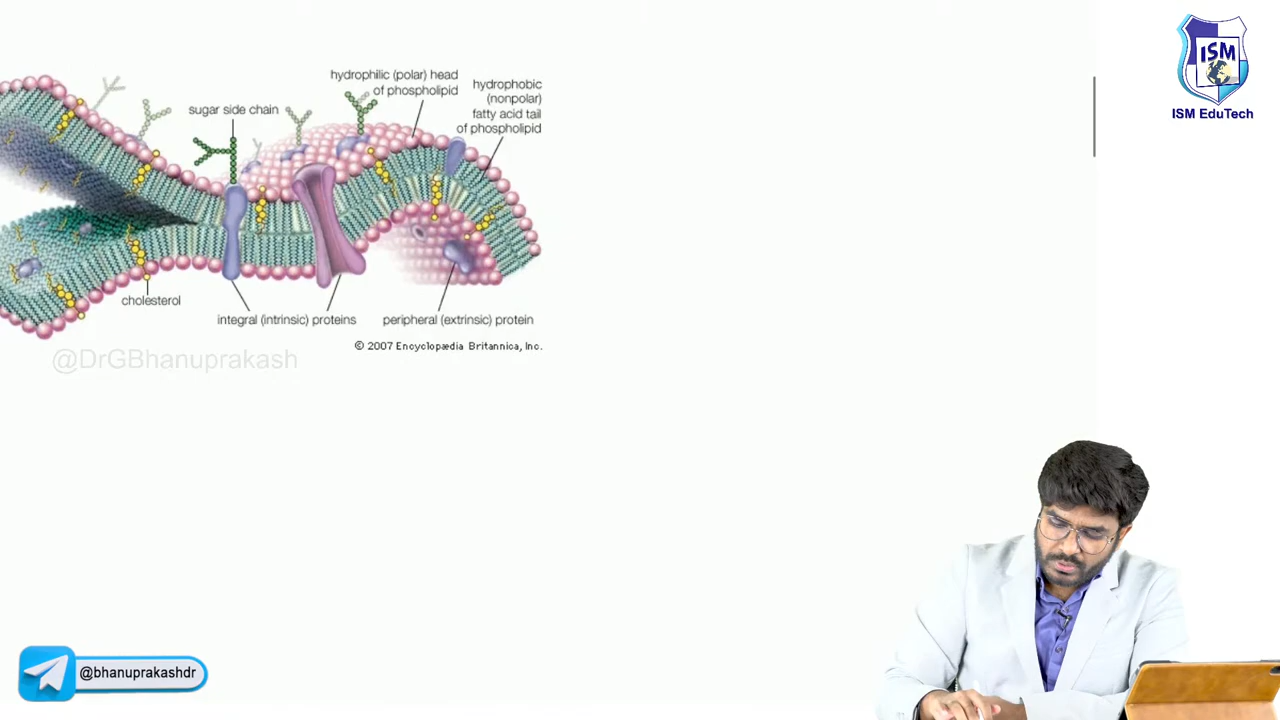 ISM
ISM EduTech
hydrophilic (polar) head
of phospholipid
hydrophobic
(nonpolar)
fatty acid tail
of phospholipid
sugar side chain
cholesterol
integral (intrinsic) proteins
peripheral (extrinsic) protein
© 2007 Encyclopædia Britannica, Inc.
@DrGBhanuprakash
@bhanuprakashdr